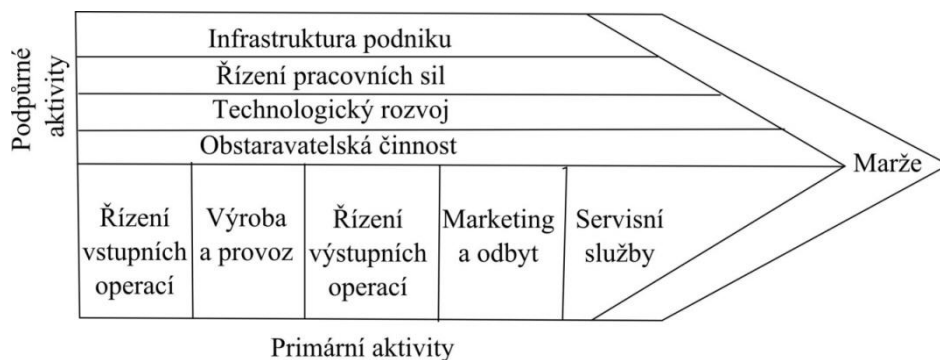 Podpůrné
aktivity
Infrastruktura podniku
Řízení pracovních sil
Technologický rozvoj
Obstaravatelská činnost
Řízení
vstupních
operací
Výroba
a provoz
Řízení
výstupních
operací
Marketing
a odbyt
Servisní
služby
Marže
Primární aktivity